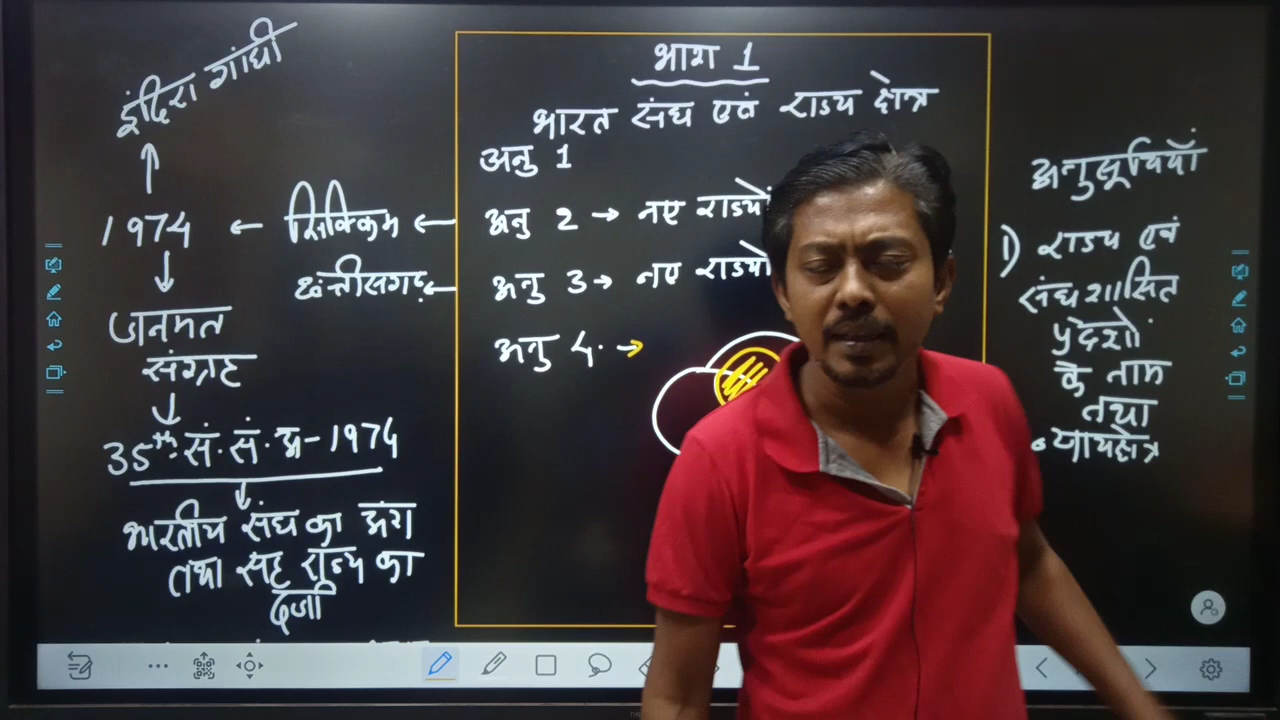 इंदिरा गांधी
1974
जनमत
संग्रह
35th सं. सं. अ - 1974
भारतीय संघ का अंग
तथा सह राज्य का
दर्जा
सिक्किम
छत्तीसगढ़
भाग 1
भारत संघ एवं राज्य क्षेत्र
अनु 1
अनु 2 → नए राज्यों
अनु 3 → नए राज्यों
अनु 4. →
अनुसूचियाँ
1) राज्य एवं
संघ शासित
प्रदेशों
के नाम
तथा
न्यायक्षेत्र